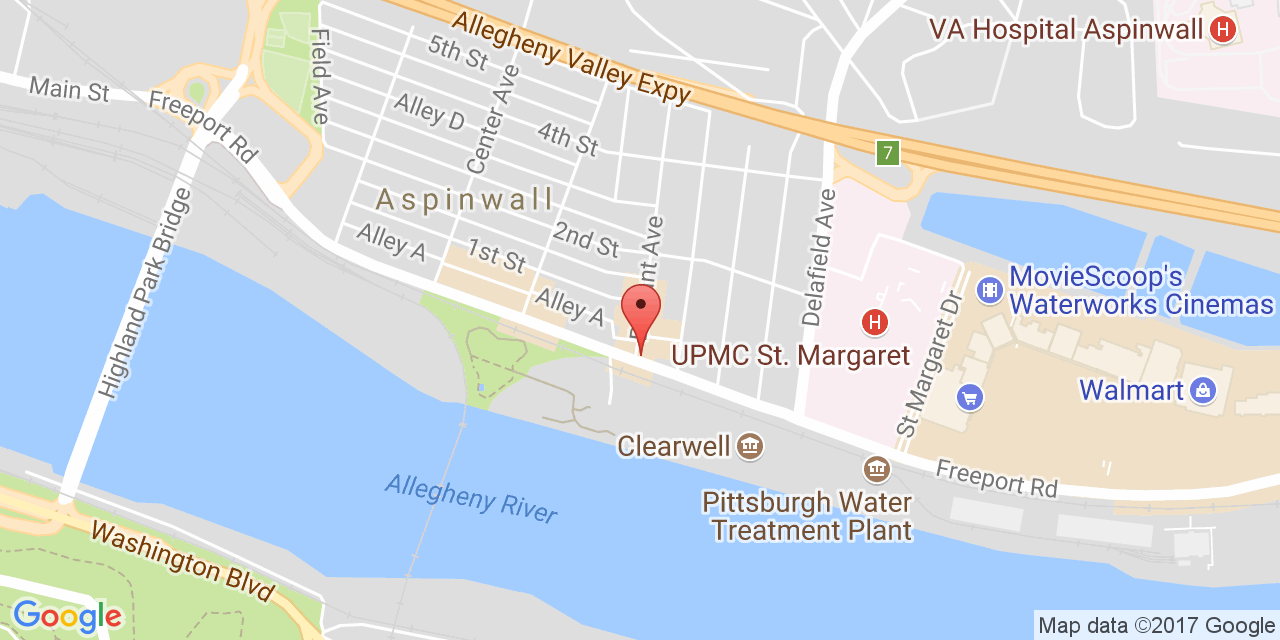 Allegheny Valley Expy
VA Hospital Aspinwall
H
Field Ave
5th St
Center Ave
Main St
Freeport Rd
Alley D
4th St
7
Aspinwall
Highland Park Bridge
Delafield Ave
Alley A
1st St
2nd St
Alley A
MovieScoop's
Waterworks Cinemas
H
St Margaret Dr
UPMC St. Margaret
Walmart
Clearwell
Freeport Rd
Allegheny River
Pittsburgh Water
Treatment Plant
Washington Blvd
Google
Map data ©2017 Google